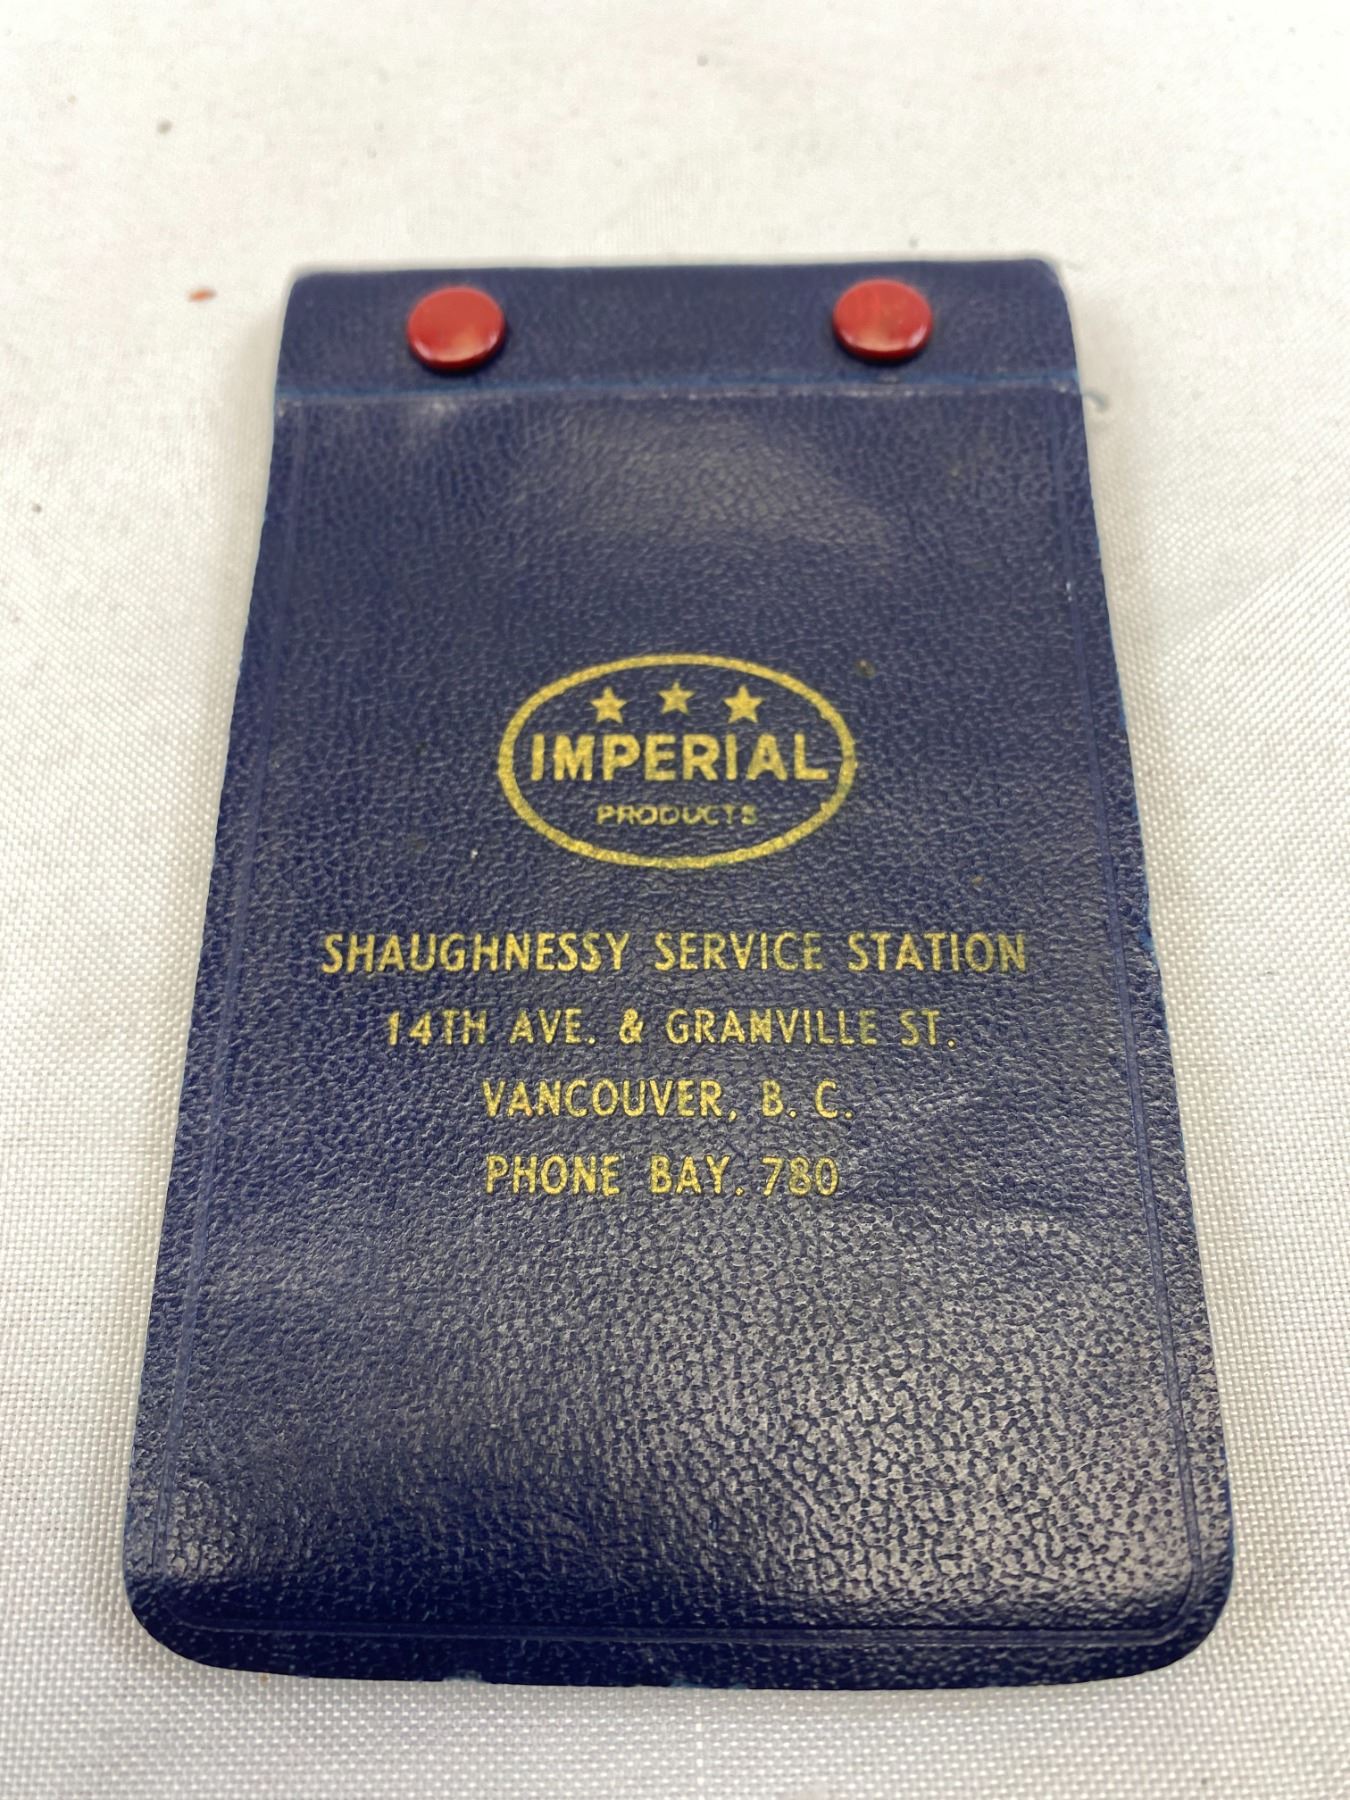 IMPERIAL
PRODUCTS
SHAUGHNESSY SERVICE STATION
14TH AVE. & GRANVILLE ST.
VANCOUVER, B. C.
PHONE BAY. 780